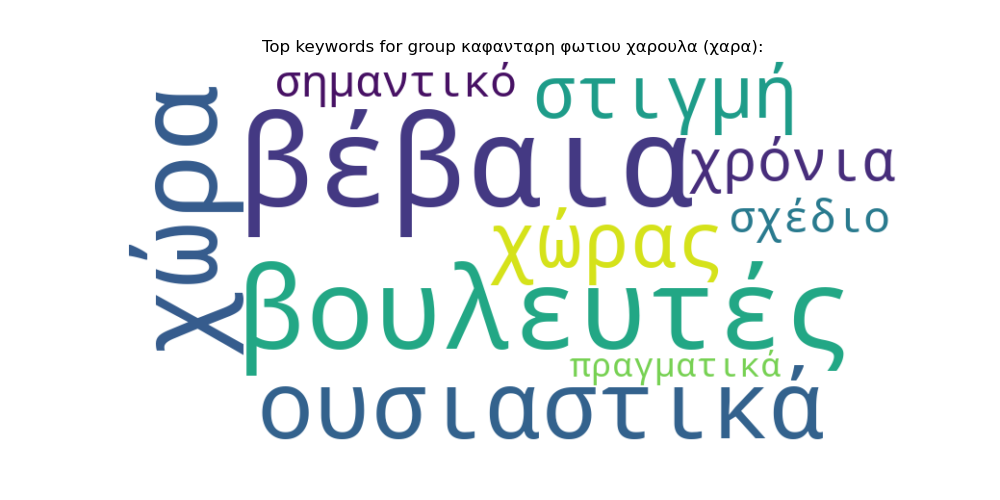 Top keywords for group καφανταρη φωτιου χαρουλα (χαρα):
σημαντικό
στιγμή
χώρα
βέβαια
χρόνια
σχέδιο
χώρας
βουλευτές
πραγματικά
ουσιαστικά